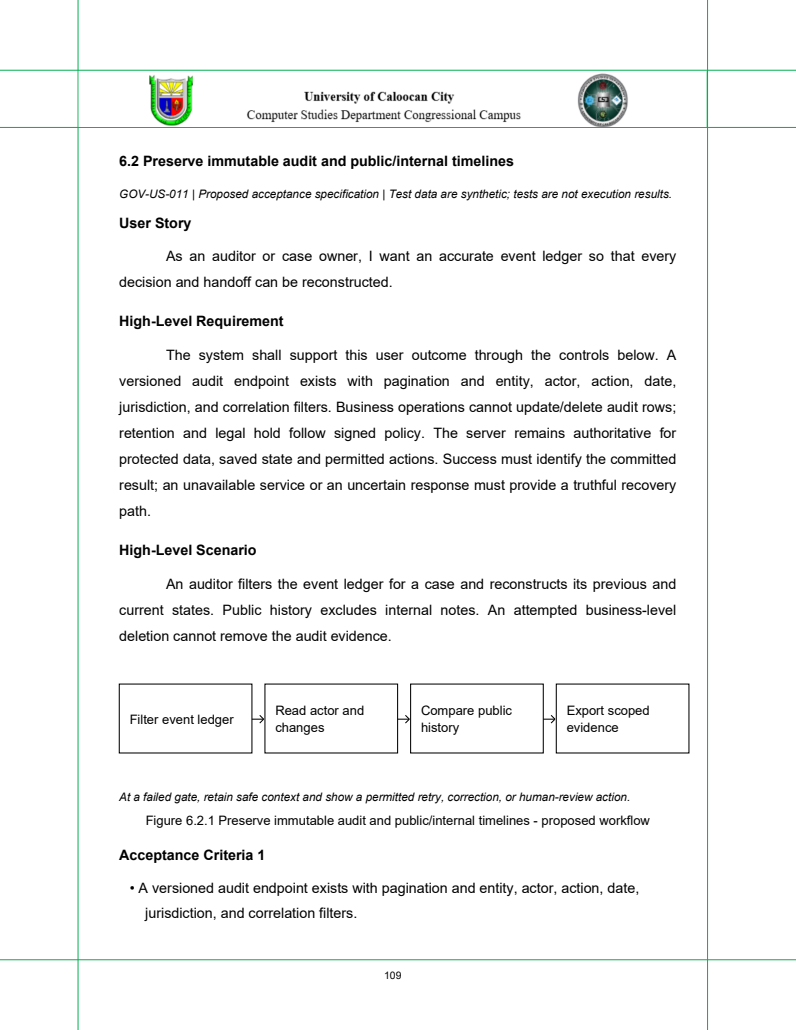 University of Caloocan City
Computer Studies Department Congressional Campus
6.2 Preserve immutable audit and public/internal timelines
GOV-US-011 | Proposed acceptance specification | Test data are synthetic; tests are not execution results.
User Story
As an auditor or case owner, I want an accurate event ledger so that every
decision and handoff can be reconstructed.
High-Level Requirement
The system shall support this user outcome through the controls below. A
versioned audit endpoint exists with pagination and entity, actor, action, date,
jurisdiction, and correlation filters. Business operations cannot update/delete audit rows;
retention and legal hold follow signed policy. The server remains authoritative for
protected data, saved state and permitted actions. Success must identify the committed
result; an unavailable service or an uncertain response must provide a truthful recovery
path.
High-Level Scenario
An auditor filters the event ledger for a case and reconstructs its previous and
current states. Public history excludes internal notes. An attempted business-level
deletion cannot remove the audit evidence.
Filter event ledger
Read actor and
changes
Compare public
history
Export scoped
evidence
At a failed gate, retain safe context and show a permitted retry, correction, or human-review action.
Figure 6.2.1 Preserve immutable audit and public/internal timelines - proposed workflow
Acceptance Criteria 1
• A versioned audit endpoint exists with pagination and entity, actor, action, date,
jurisdiction, and correlation filters.
109